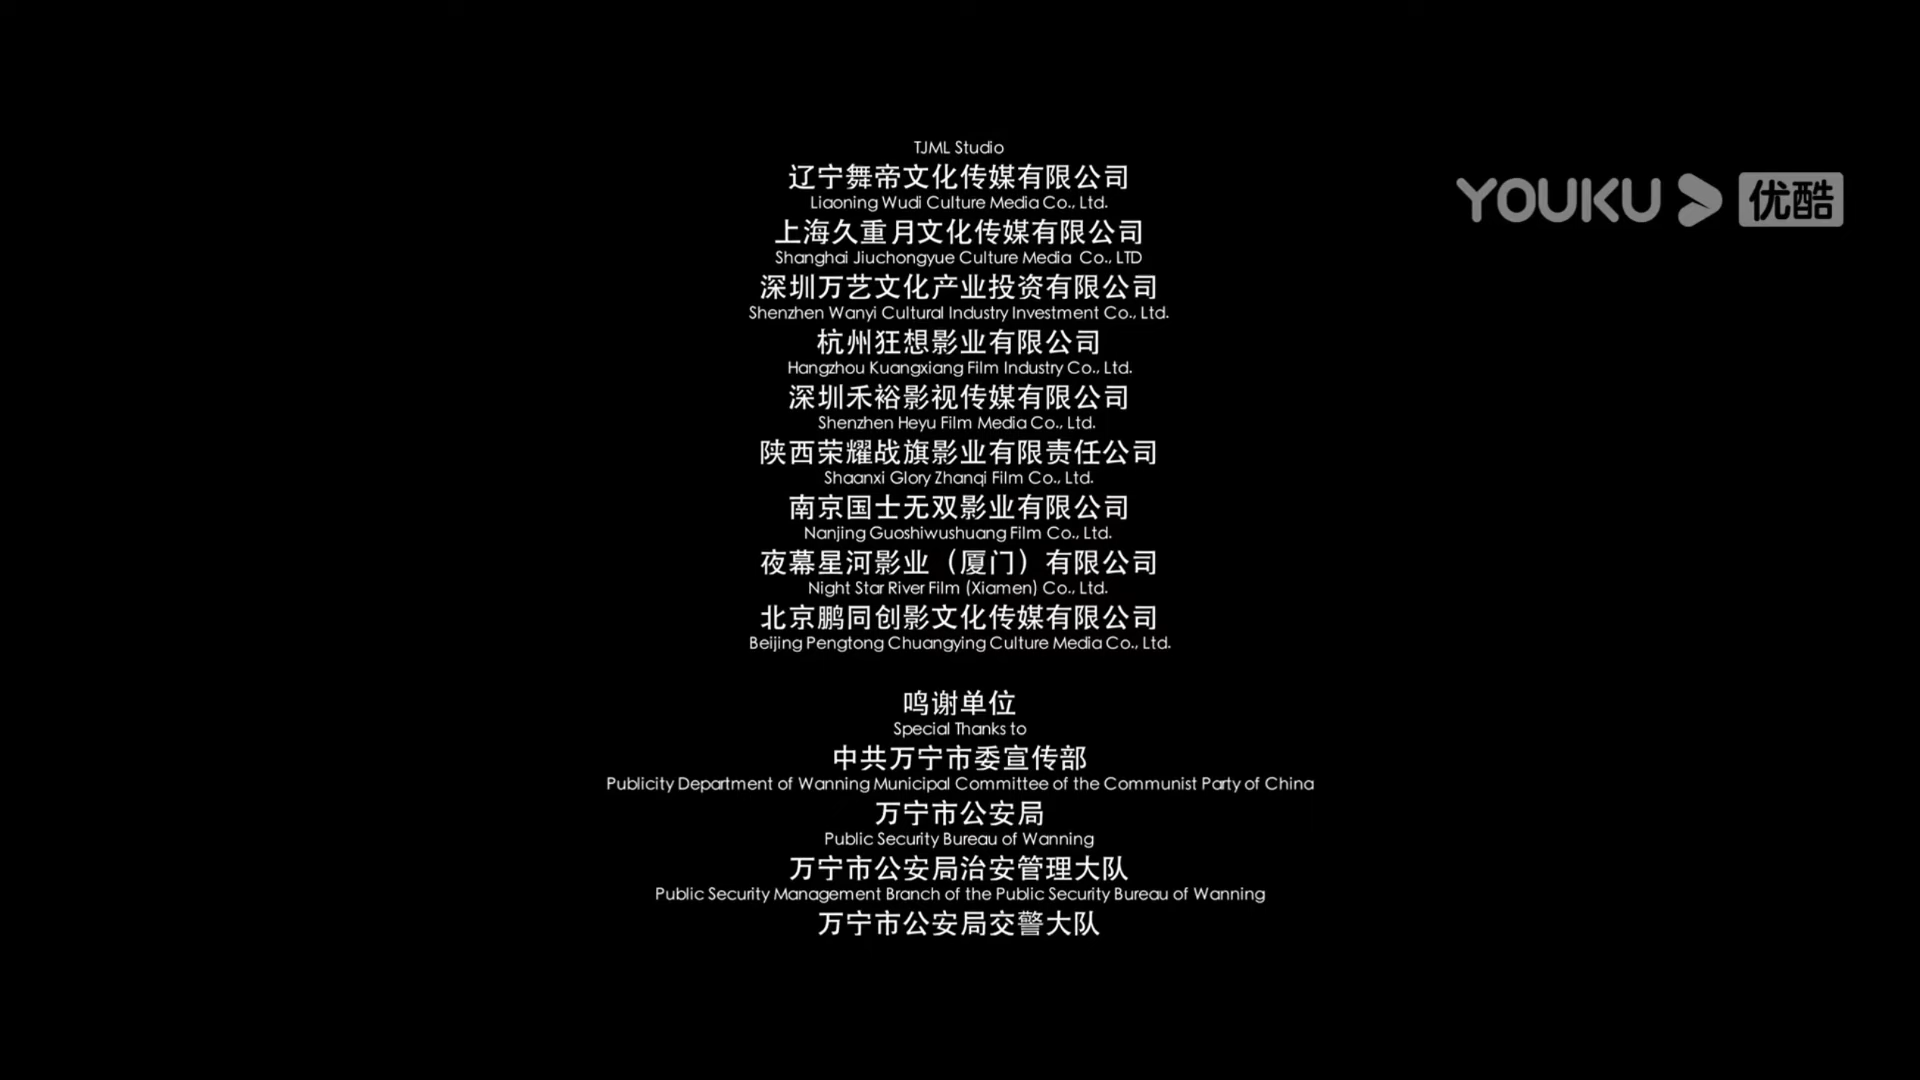 TJML Studio
辽宁舞帝文化传媒有限公司
Liaoning Wudi Culture Media Co., Ltd.
YOUKU 优酷
上海久重月文化传媒有限公司
Shanghai Jiuchongyue Culture Media Co., LTD
深圳万艺文化产业投资有限公司
Shenzhen Wanyi Cultural Industry Investment Co., Ltd.
杭州狂想影业有限公司
Hangzhou Kuangxiang Film Industry Co., Ltd.
深圳禾裕影视传媒有限公司
Shenzhen Heyu Film Media Co., Ltd.
陕西荣耀战旗影业有限责任公司
Shaanxi Glory Zhanqi Film Co., Ltd.
南京国士无双影业有限公司
Nanjing Guoshiwushuang Film Co., Ltd.
夜幕星河影业（厦门）有限公司
Night Star River Film (Xiamen) Co., Ltd.
北京鹏同创影文化传媒有限公司
Beijing Pengtong Chuangying Culture Media Co., Ltd.
鸣谢单位
Special Thanks to
中共万宁市委宣传部
Publicity Department of Wanning Municipal Committee of the Communist Party of China
万宁市公安局
Public Security Bureau of Wanning
万宁市公安局治安管理大队
Public Security Management Branch of the Public Security Bureau of Wanning
万宁市公安局交警大队